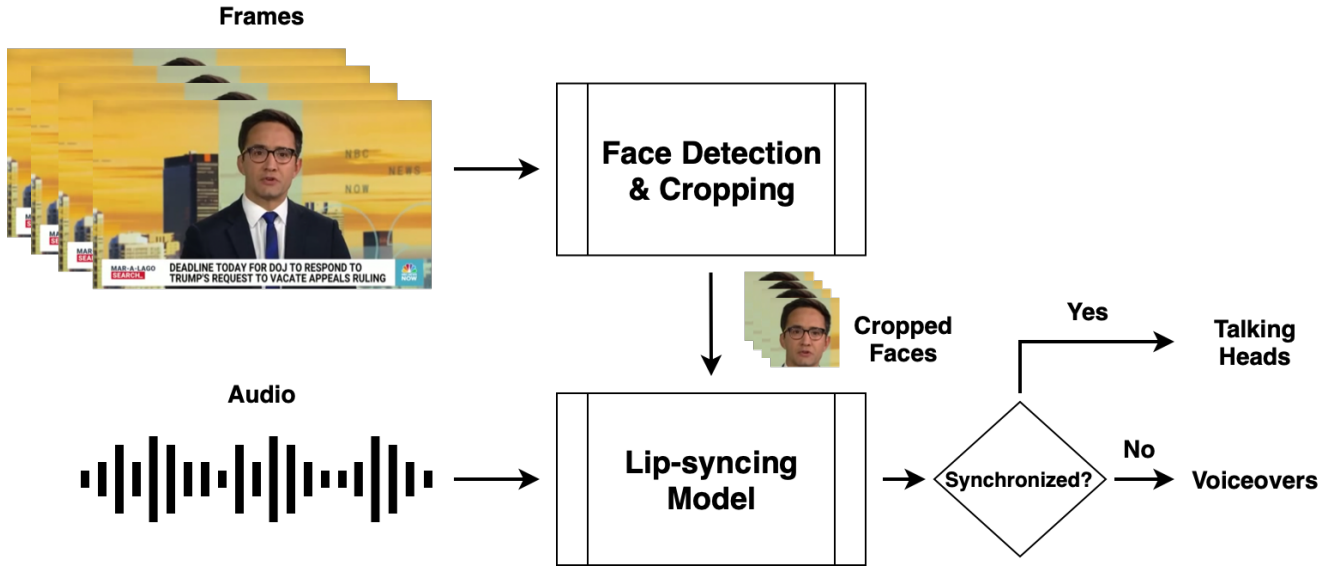 Frames
NBC
NEWS
NOW
MAR-A-LAGO
SEARCH
DEADLINE TODAY FOR DOJ TO RESPOND TO
TRUMP'S REQUEST TO VACATE APPEALS RULING
NOW
Face Detection
& Cropping
Cropped
Faces
Yes
Talking
Heads
Audio
Lip-syncing
Model
Synchronized?
No
Voiceovers